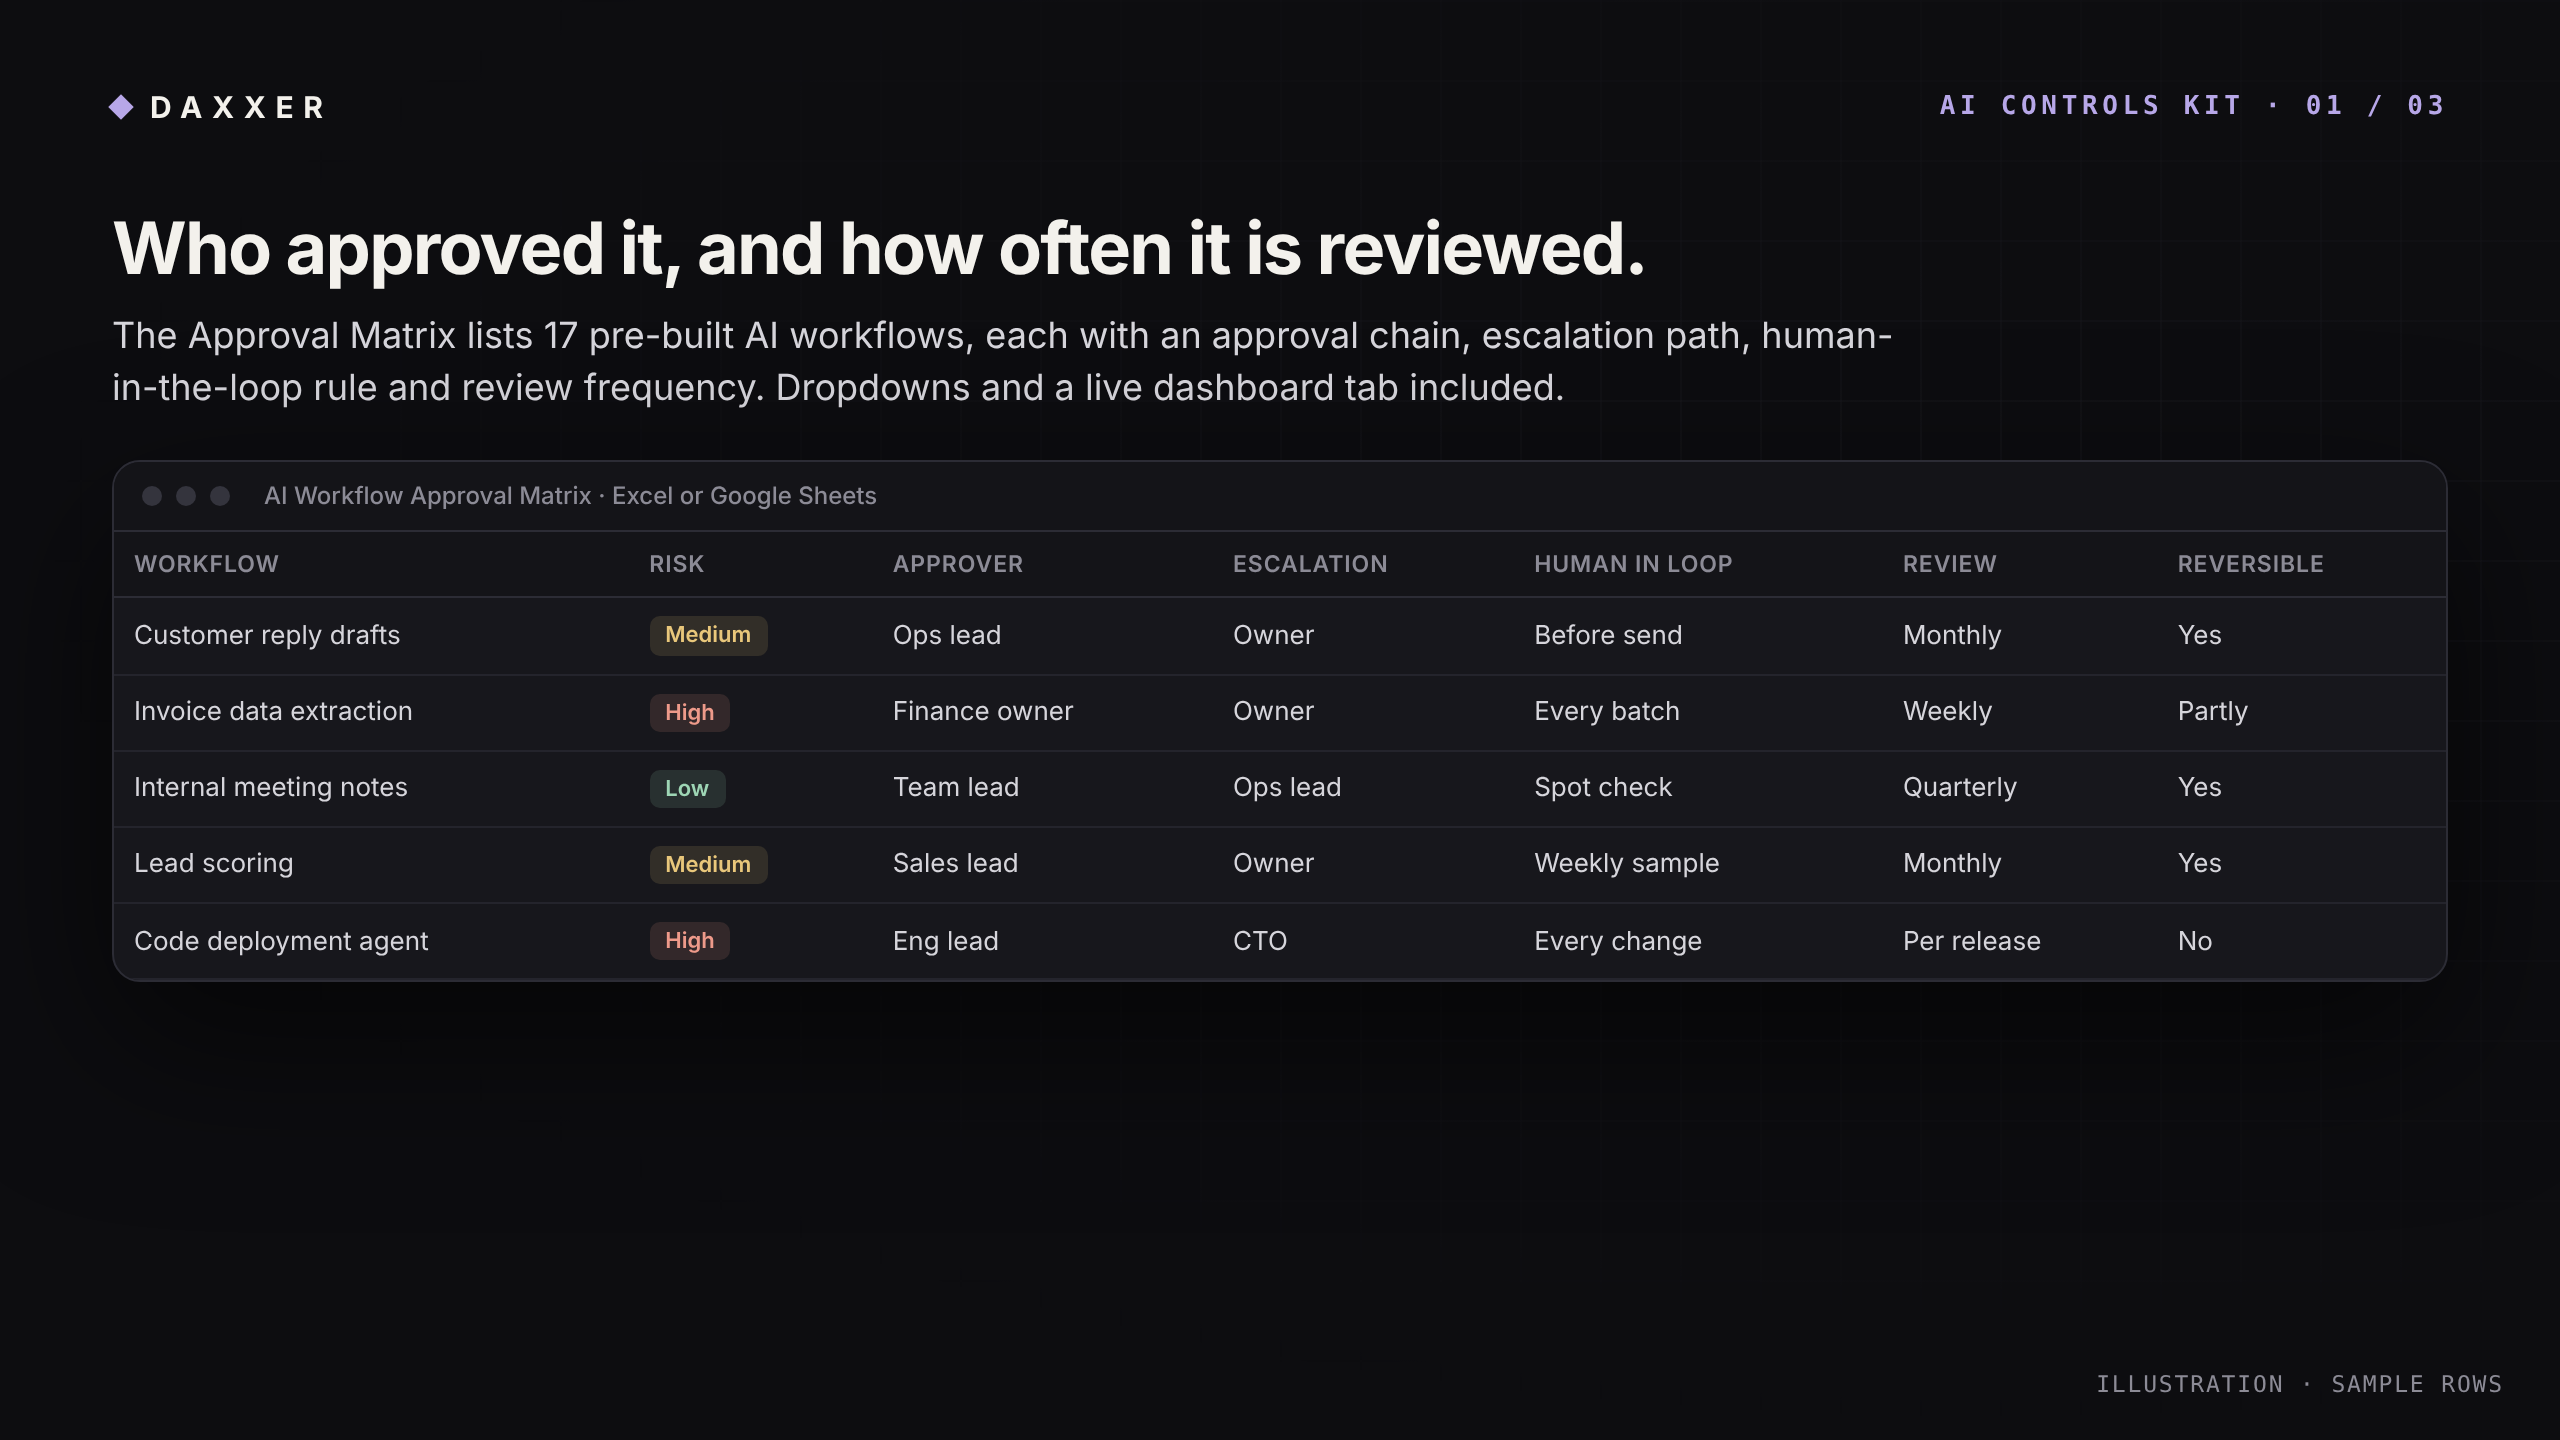 DAXXER
AI CONTROLS KIT · 01 / 03
Who approved it, and how often it is reviewed.
The Approval Matrix lists 17 pre-built AI workflows, each with an approval chain, escalation path, human-
in-the-loop rule and review frequency. Dropdowns and a live dashboard tab included.
AI Workflow Approval Matrix · Excel or Google Sheets
WORKFLOW RISK APPROVER ESCALATION HUMAN IN LOOP REVIEW REVERSIBLE
Customer reply drafts Medium Ops lead Owner Before send Monthly Yes
Invoice data extraction High Finance owner Owner Every batch Weekly Partly
Internal meeting notes Low Team lead Ops lead Spot check Quarterly Yes
Lead scoring Medium Sales lead Owner Weekly sample Monthly Yes
Code deployment agent High Eng lead CTO Every change Per release No
ILLUSTRATION · SAMPLE ROWS